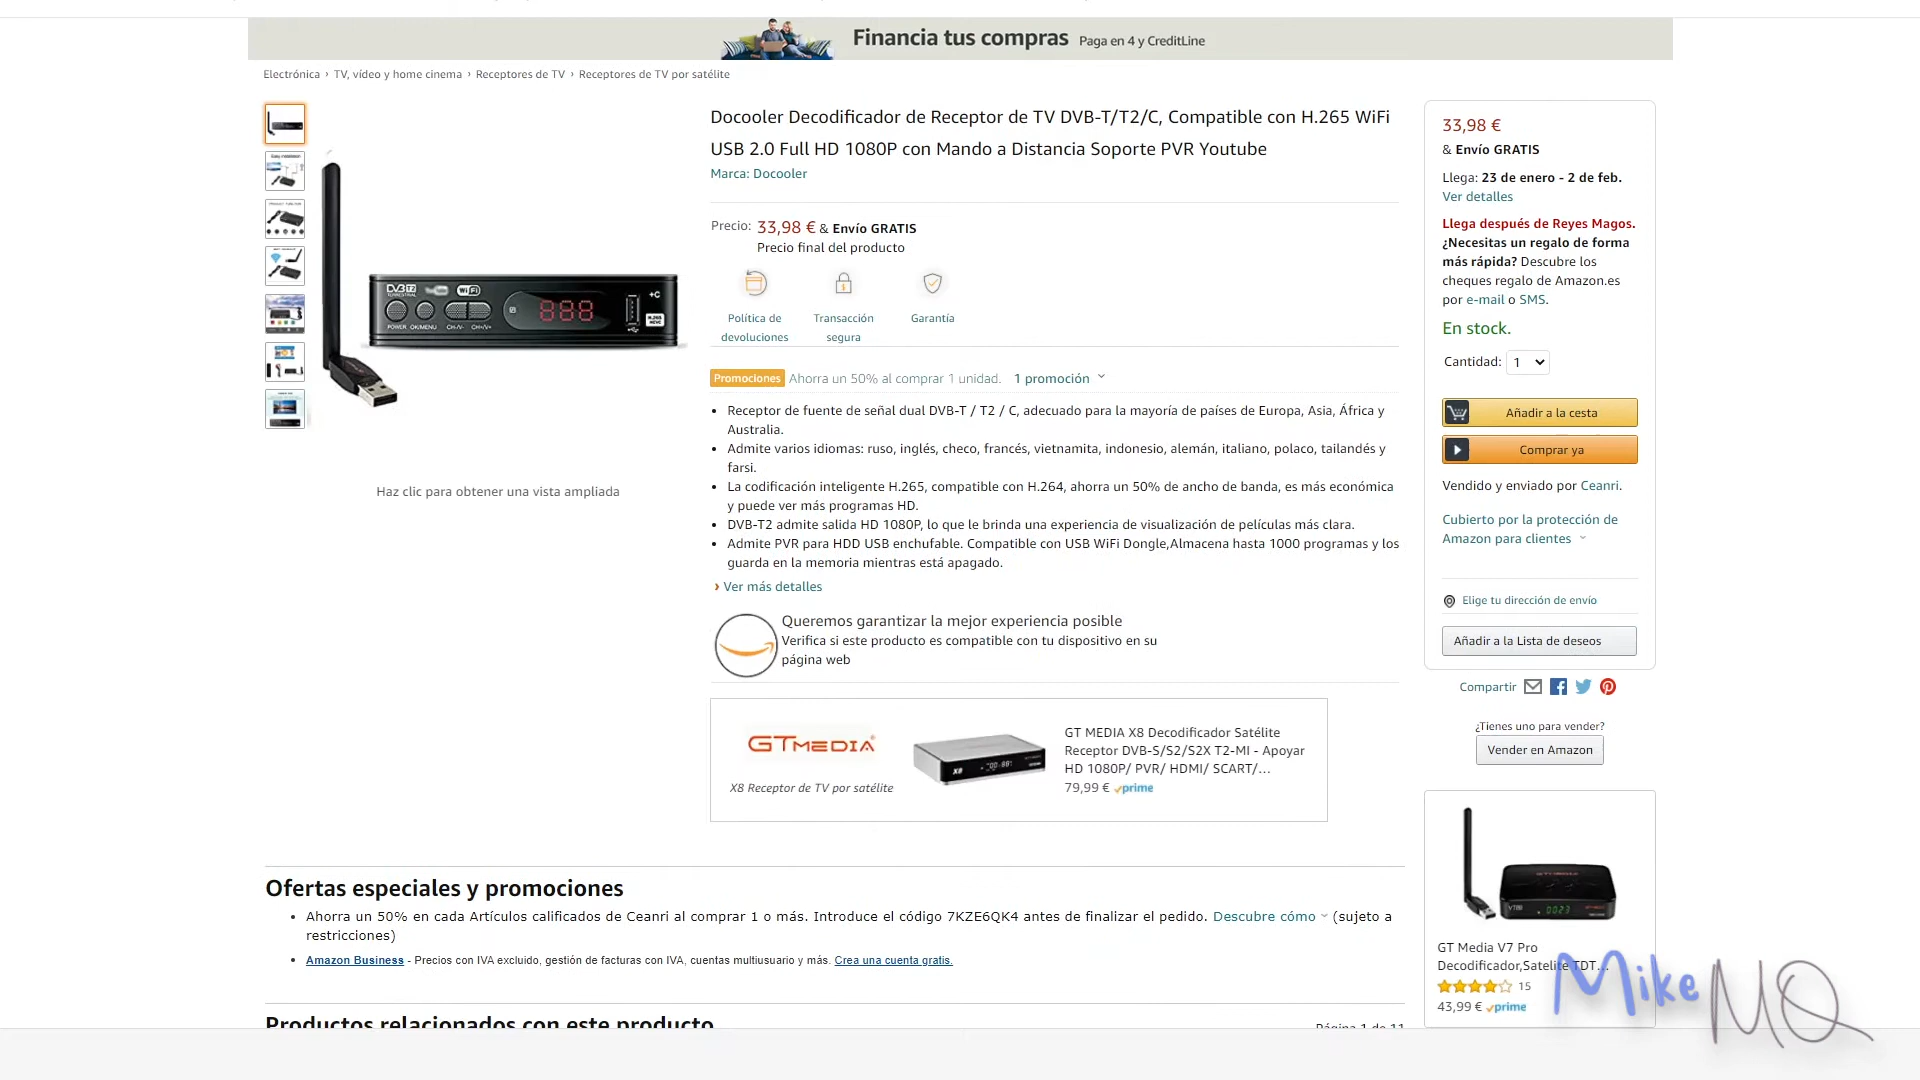 Financia tus compras Paga en 4 y CreditLine
Electrónica › TV, vídeo y home cinema › Receptores de TV › Receptores de TV por satélite
Docooler Decodificador de Receptor de TV DVB-T/T2/C, Compatible con H.265 WiFi
USB 2.0 Full HD 1080P con Mando a Distancia Soporte PVR Youtube
Marca: Docooler
Precio: 33,98 € & Envío GRATIS
Precio final del producto
Política de
devoluciones
Transacción
segura
Garantía
Promociones Ahorra un 50% al comprar 1 unidad. 1 promoción
• Receptor de fuente de señal dual DVB-T / T2 / C, adecuado para la mayoría de países de Europa, Asia, África y
Australia.
• Admite varios idiomas: ruso, inglés, checo, francés, vietnamita, indonesio, alemán, italiano, polaco, tailandés y
farsi.
• La codificación inteligente H.265, compatible con H.264, ahorra un 50% de ancho de banda, es más económica
y puede ver más programas HD.
• DVB-T2 admite salida HD 1080P, lo que le brinda una experiencia de visualización de películas más clara.
• Admite PVR para HDD USB enchufable. Compatible con USB WiFi Dongle,Almacena hasta 1000 programas y los
guarda en la memoria mientras está apagado.
› Ver más detalles
Queremos garantizar la mejor experiencia posible
Verifica si este producto es compatible con tu dispositivo en su
página web
DVB T2
TERRESTRIAL
WiFi
888
+C
H.265
HEVC
POWER OK/MENU CH-/V- CH+/V+
Haz clic para obtener una vista ampliada
GTMEDIA
X8 Receptor de TV por satélite
X8
GT MEDIA X8 Decodificador Satélite
Receptor DVB-S/S2/S2X T2-MI - Apoyar
HD 1080P/ PVR/ HDMI/ SCART/...
79,99 € prime
33,98 €
& Envío GRATIS
Llega: 23 de enero - 2 de feb.
Ver detalles
Llega después de Reyes Magos.
¿Necesitas un regalo de forma
más rápida? Descubre los
cheques regalo de Amazon.es
por e-mail o SMS.
En stock.
Cantidad: 1
Añadir a la cesta
Comprar ya
Vendido y enviado por Ceanri.
Cubierto por la protección de
Amazon para clientes
Elige tu dirección de envío
Añadir a la Lista de deseos
Compartir
¿Tienes uno para vender?
Vender en Amazon
GTMEDIA
0023
GT Media V7 Pro
Decodificador,Satelite TDT...
15
43,99 € prime
Ofertas especiales y promociones
• Ahorra un 50% en cada Artículos calificados de Ceanri al comprar 1 o más. Introduce el código 7KZE6QK4 antes de finalizar el pedido. Descubre cómo (sujeto a
restricciones)
• Amazon Business - Precios con IVA excluido, gestión de facturas con IVA, cuentas multiusuario y más. Crea una cuenta gratis.
Productos relacionados con este producto
Página 1 de 11
Mike MQ